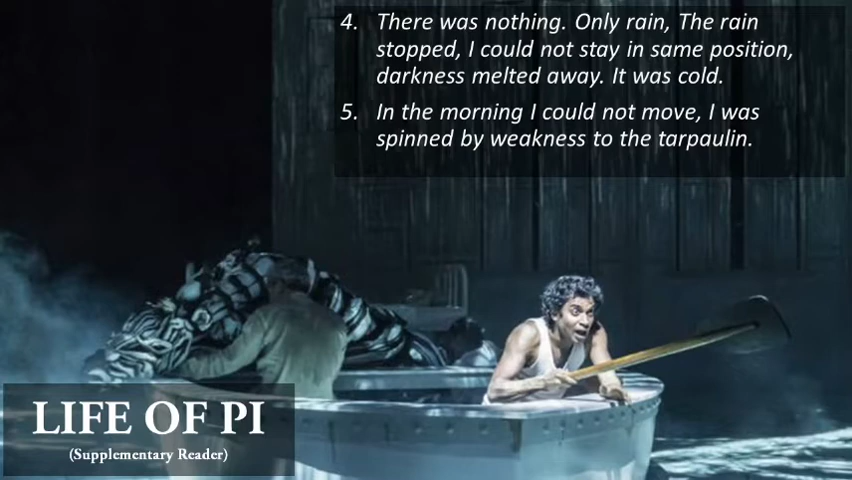 4. There was nothing. Only rain, The rain
stopped, I could not stay in same position,
darkness melted away. It was cold.
5. In the morning I could not move, I was
spinned by weakness to the tarpaulin.
LIFE OF PI
(Supplementary Reader)